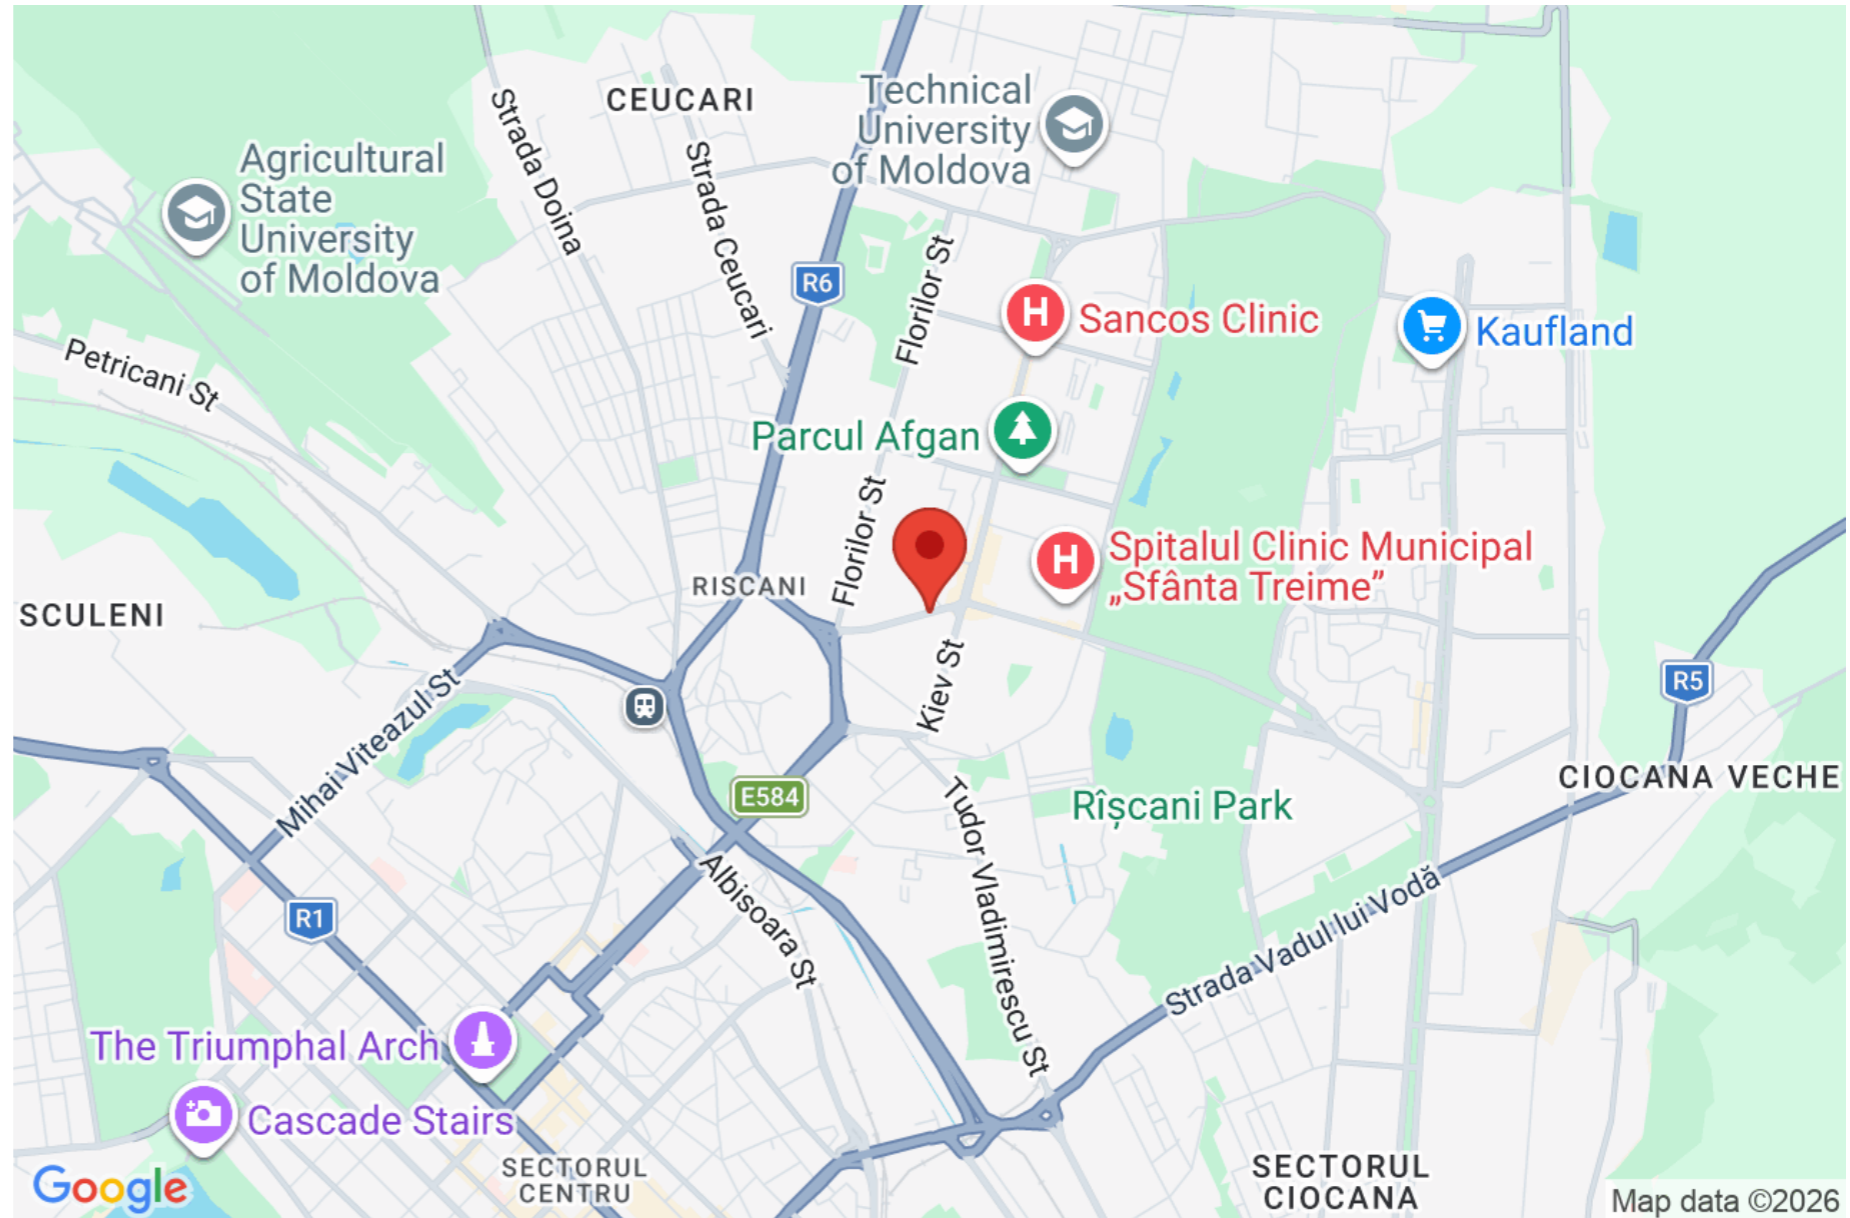 CEUCARI
Technical
University
of Moldova
Strada Doina
Strada Ceucari
Agricultural
State
University
of Moldova
R6
Florilor St
H
Sancos Clinic
Kaufland
Petricani St
Parcul Afgan
Florilor St
H
Spitalul Clinic Municipal
„Sfânta Treime”
RISCANI
SCULENI
Kiev St
R5
Mihai Viteazul St
CIOCANA VECHE
E584
Rîșcani Park
Tudor Vladimirescu St
Albisoara St
Strada Vadul lui Vodă
R1
The Triumphal Arch
Cascade Stairs
SECTORUL
CENTRU
SECTORUL
CIOCANA
Google
Map data ©2026